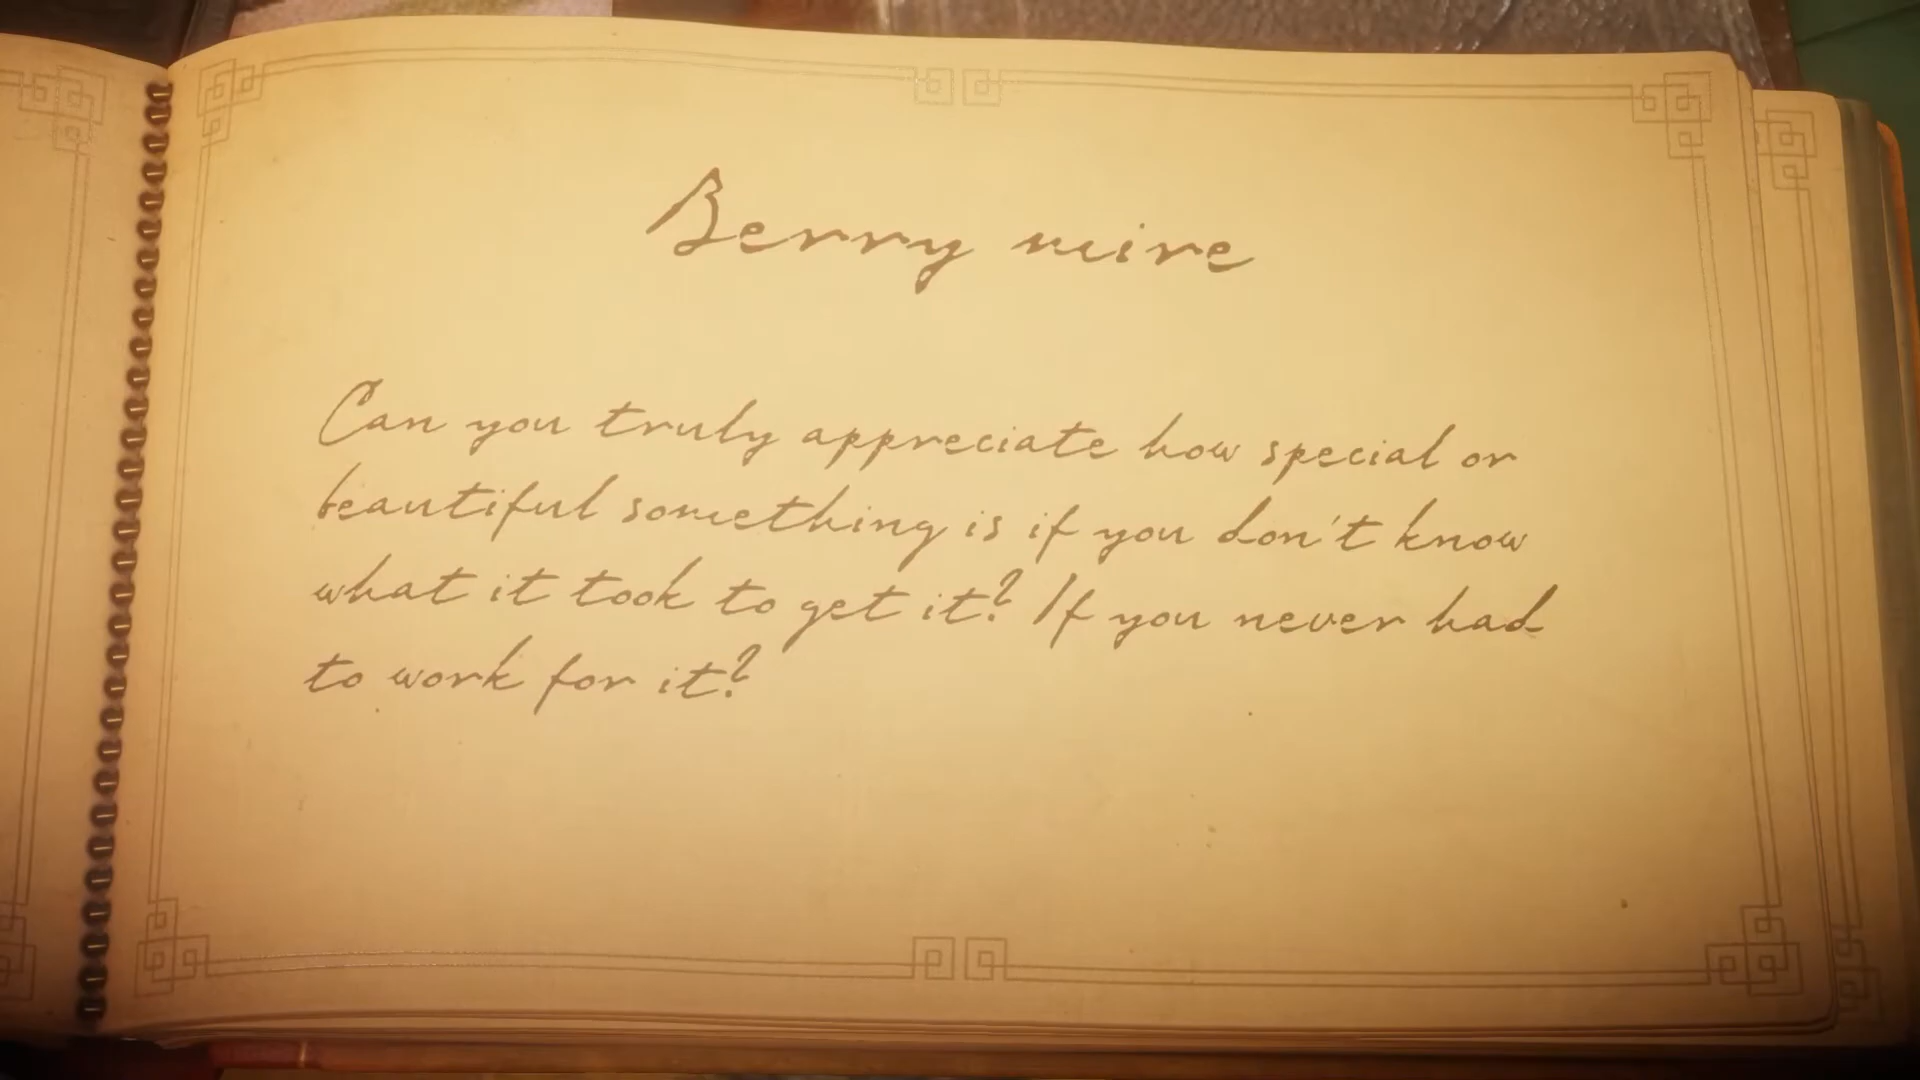 Berry mire
Can you truly appreciate how special or
beautiful something is if you don't know
what it took to get it? If you never had
to work for it?